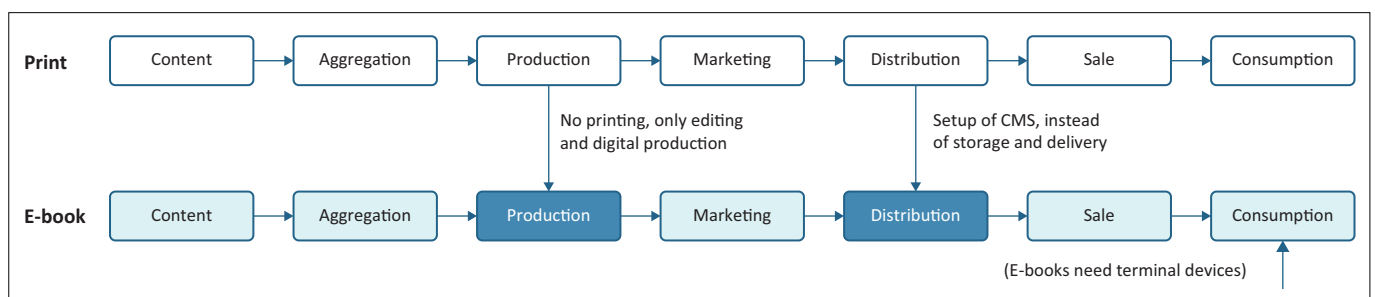 Print
Content
Aggregation
Production
Marketing
Distribution
Sale
Consumption
No printing, only editing
and digital production
Setup of CMS, instead
of storage and delivery
E-book
Content
Aggregation
Production
Marketing
Distribution
Sale
Consumption
(E-books need terminal devices)